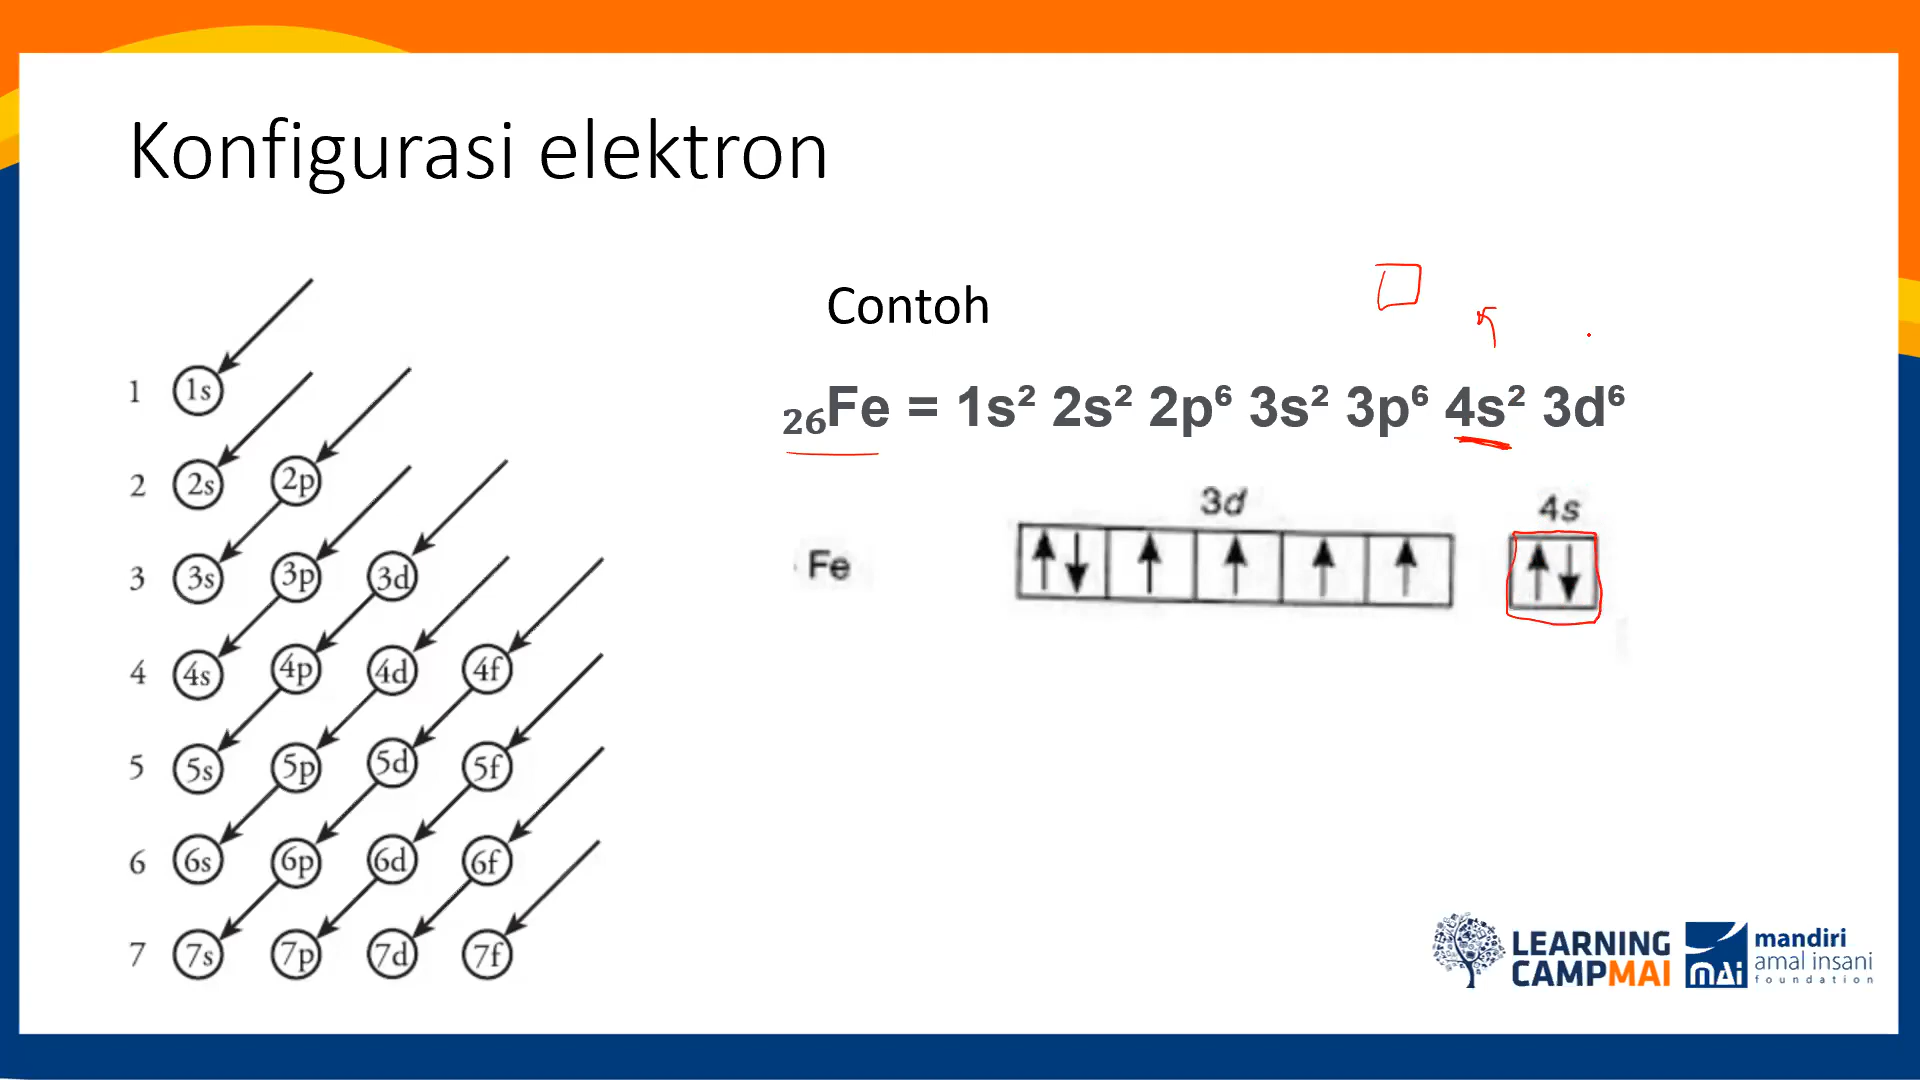 Konfigurasi elektron
Contoh
₂₆Fe = 1s² 2s² 2p⁶ 3s² 3p⁶ 4s² 3d⁶
3d 4s
Fe
1 1s
2 2s 2p
3 3s 3p 3d
4 4s 4p 4d 4f
5 5s 5p 5d 5f
6 6s 6p 6d 6f
7 7s 7p 7d 7f
LEARNING
CAMPMAI
MAI
mandiri
amal insani
foundation